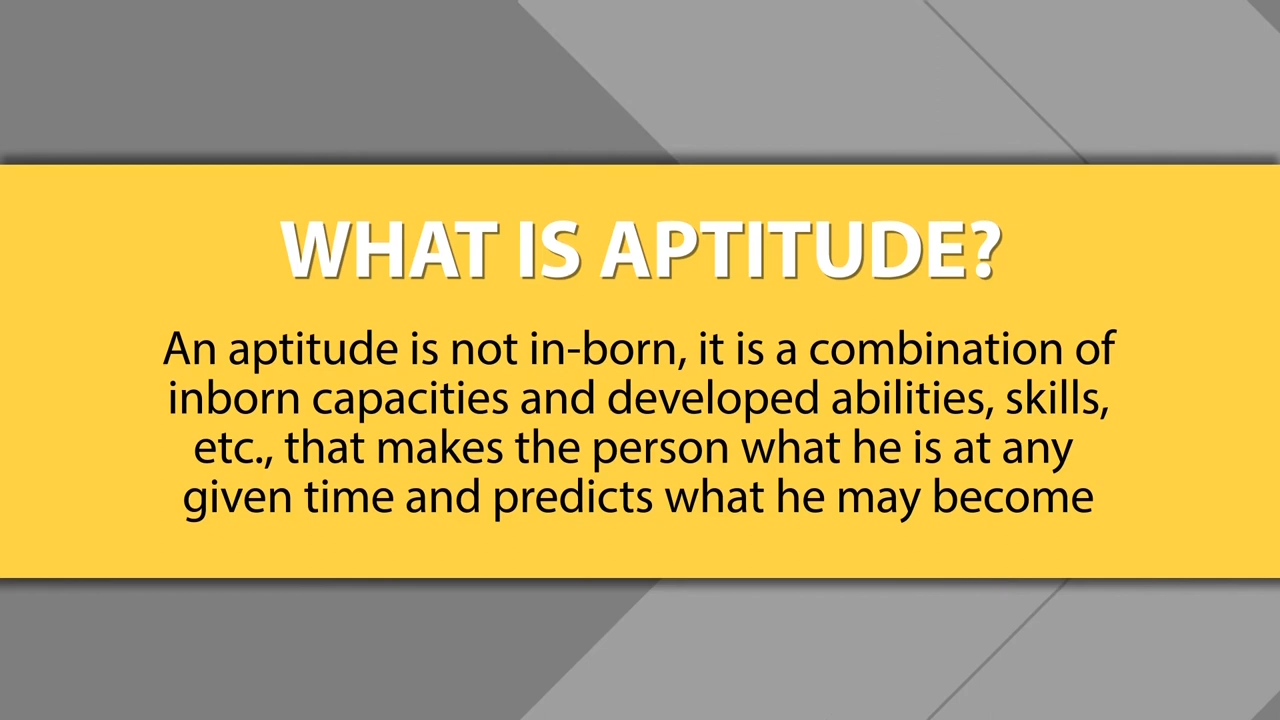 WHAT IS APTITUDE?
An aptitude is not in-born, it is a combination of
inborn capacities and developed abilities, skills,
etc., that makes the person what he is at any
given time and predicts what he may become